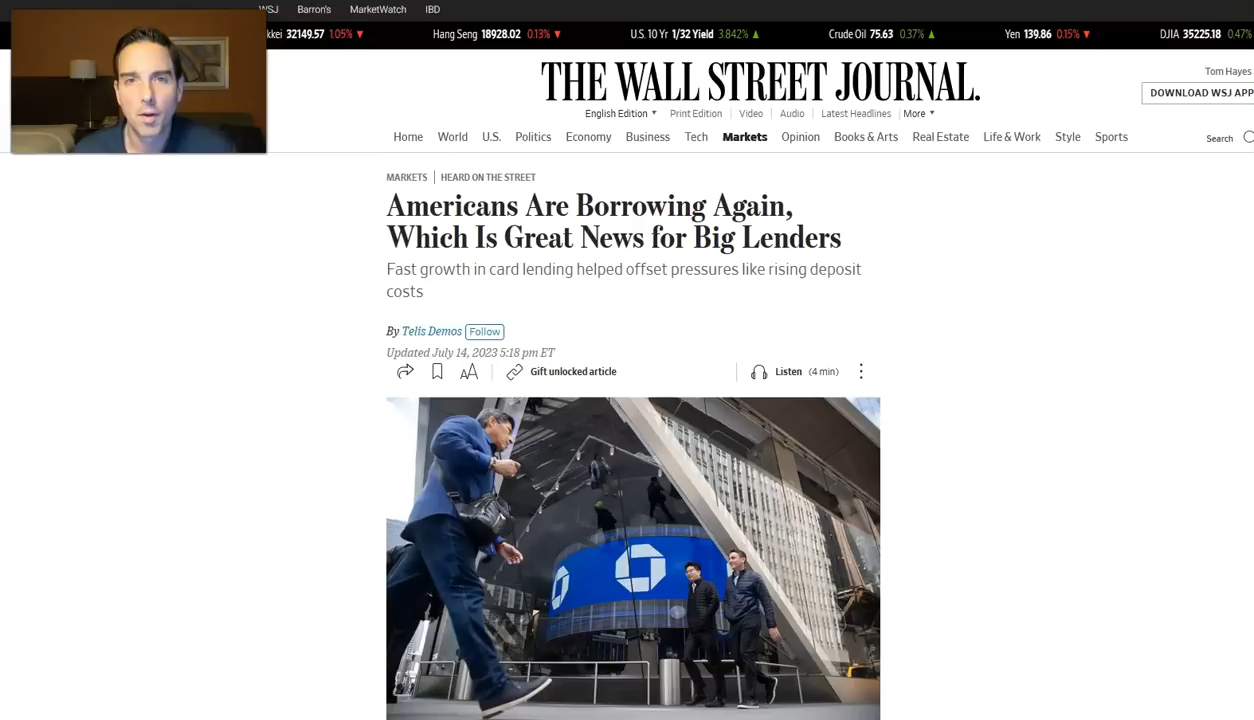 WSJ Barron's MarketWatch IBD
kkei 32149.57 1.05% ▼ Hang Seng 18928.02 0.13% ▼ U.S. 10 Yr 1/32 Yield 3.842% ▲ Crude Oil 75.63 0.37% ▲ Yen 139.86 0.15% ▼ DJIA 35225.18 0.47%
THE WALL STREET JOURNAL.
Tom Hayes
DOWNLOAD WSJ APP
English Edition ▼ Print Edition Video Audio Latest Headlines More ▼
Home World U.S. Politics Economy Business Tech Markets Opinion Books & Arts Real Estate Life & Work Style Sports Search
MARKETS HEARD ON THE STREET
Americans Are Borrowing Again,
Which Is Great News for Big Lenders
Fast growth in card lending helped offset pressures like rising deposit
costs
By Telis Demos Follow
Updated July 14, 2023 5:18 pm ET
AA Gift unlocked article Listen (4 min)